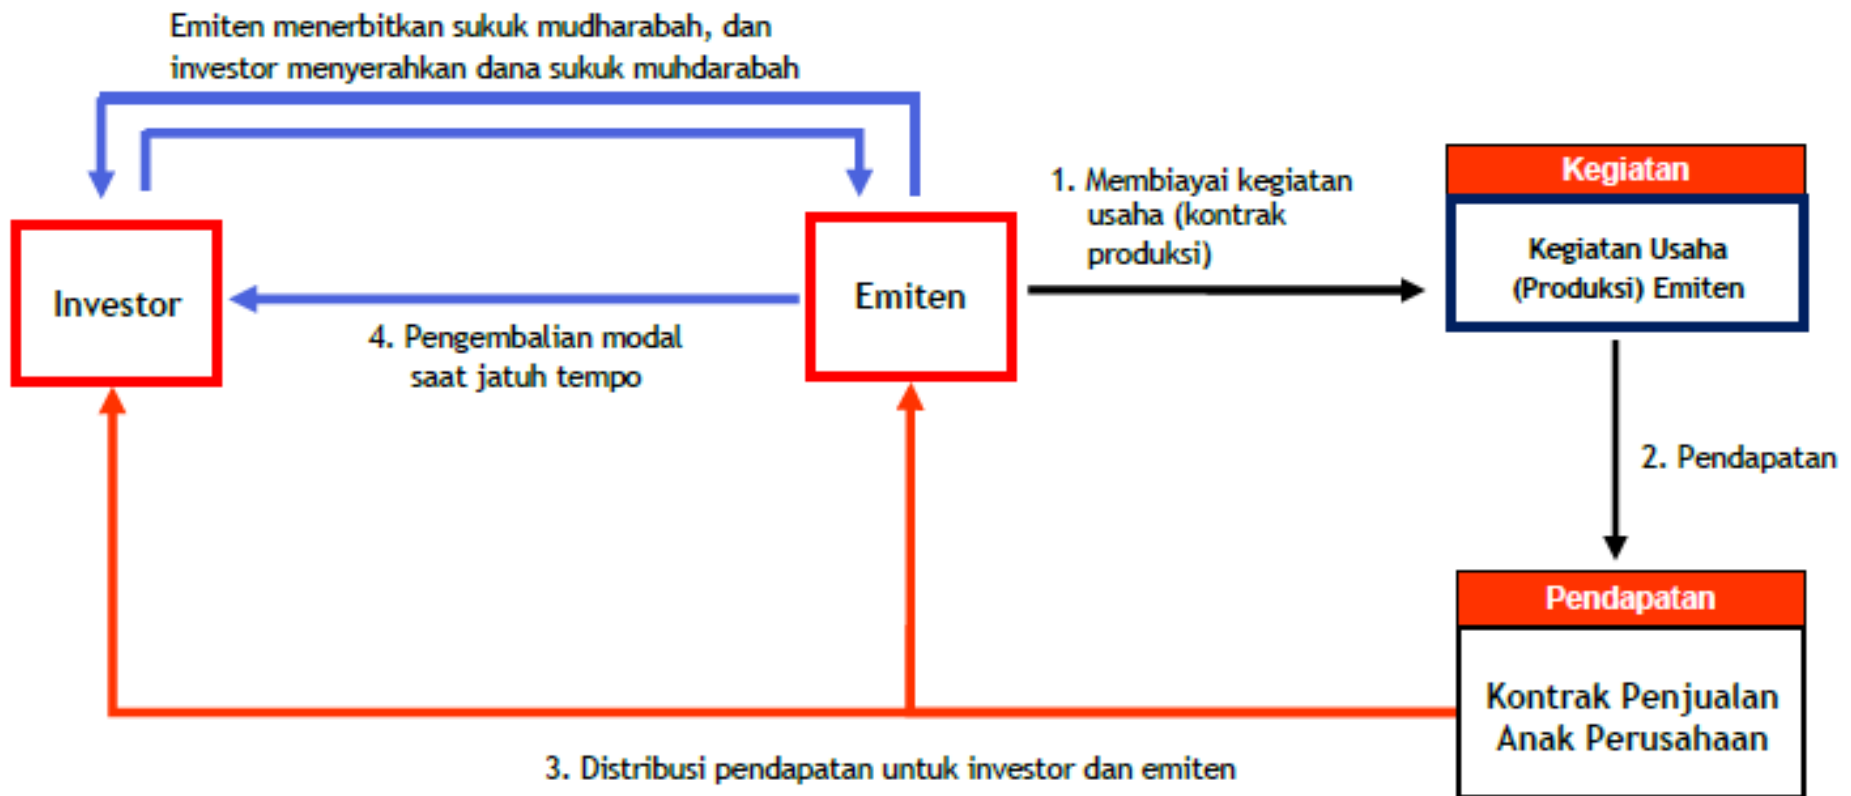 Emiten menerbitkan sukuk mudharabah, dan
investor menyerahkan dana sukuk muhdarabah
Investor
Emiten
1. Membiayai kegiatan
usaha (kontrak
produksi)
Kegiatan
Kegiatan Usaha
(Produksi) Emiten
4. Pengembalian modal
saat jatuh tempo
2. Pendapatan
Pendapatan
Kontrak Penjualan
Anak Perusahaan
3. Distribusi pendapatan untuk investor dan emiten